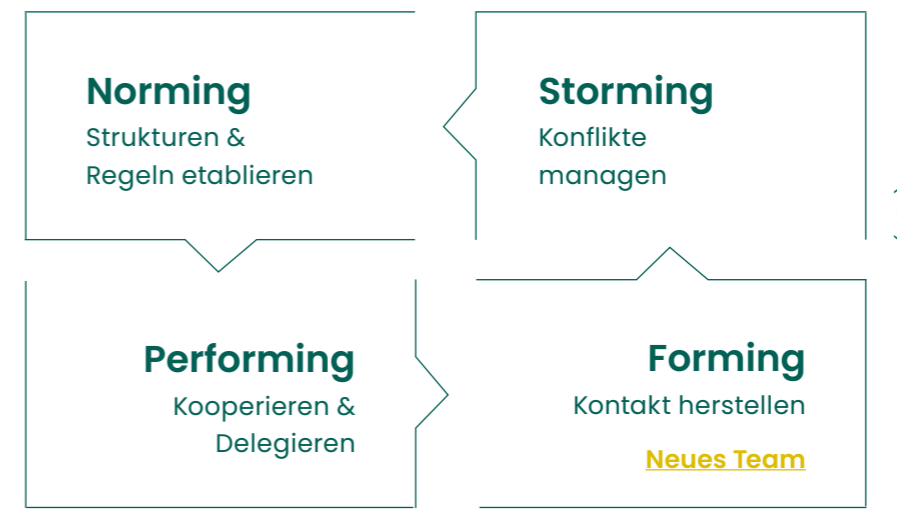 Norming
Strukturen &
Regeln etablieren
Storming
Konflikte
managen
Performing
Kooperieren &
Delegieren
Forming
Kontakt herstellen
Neues Team